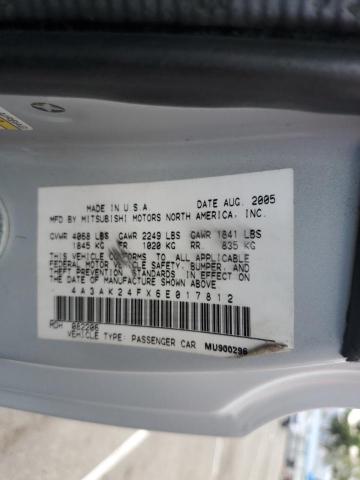 MADE IN U.S.A. DATE AUG. 2005
MFD BY MITSUBISHI MOTORS NORTH AMERICA, INC.
GVWR 4068 LBS GAWR 2249 LBS GAWR 1841 LBS
1845 KG FR 1020 KG RR 835 KG
THIS VEHICLE CONFORMS TO ALL APPLICABLE
FEDERAL MOTOR VEHICLE SAFETY, BUMPER, AND
THEFT PREVENTION STANDARDS IN EFFECT ON THE
DATE OF MANUFACTURE SHOWN ABOVE
4A3AK24FX6E017812
RDH 082206
VEHICLE TYPE: PASSENGER CAR MU900296